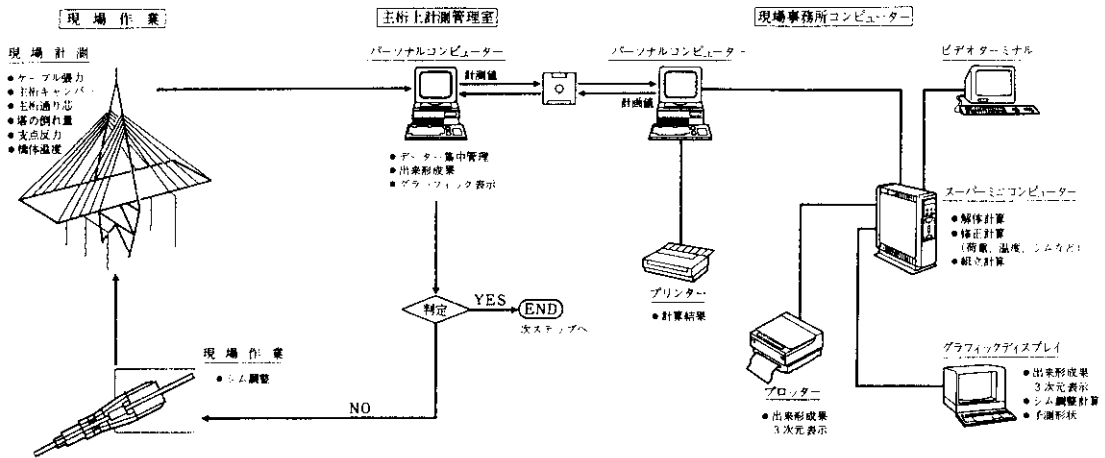 現場作業
現場計測
● ケーブル張力
● 主桁キャンバー
● 主桁通り芯
● 塔の倒れ量
● 支点反力
● 橋体温度
現場作業
● シム調整
主桁上計測管理室
パーソナルコンピューター
● データー集中管理
● 出来形成果
● グラフィック表示
判定
YES
END
次ステップへ
NO
計測値
計画値
現場事務所コンピューター
パーソナルコンピューター
プリンター
● 計算結果
ビデオターミナル
スーパーミニコンピューター
● 解体計算
● 修正計算
(荷重、温度、シムなど)
● 組立計算
プロッター
● 出来形成果
3次元表示
グラフィックディスプレイ
● 出来形成果
3次元表示
● シム調整計算
● 予測形状